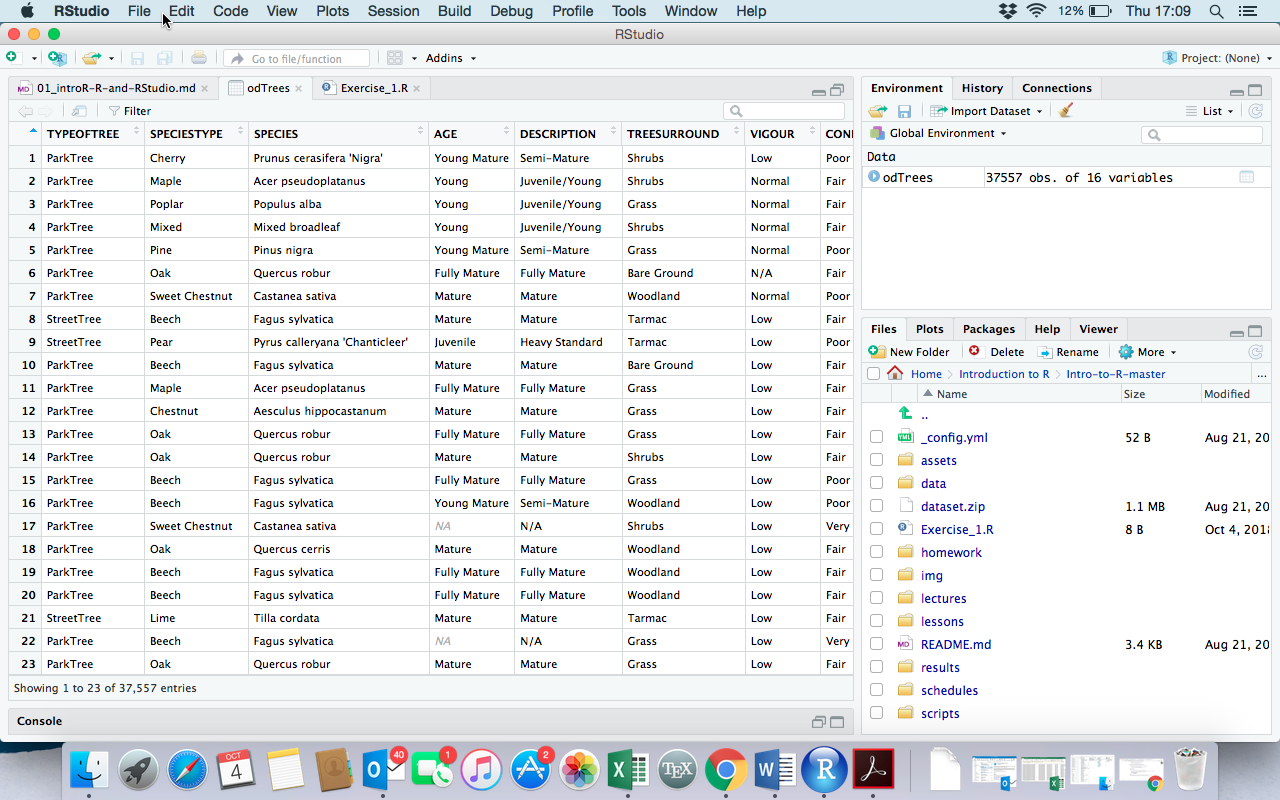 RStudio File Edit Code View Plots Session Build Debug Profile Tools Window Help 12% Thu 17:09
RStudio
Go to file/function Addins Project: (None)
MD 01_introR-R-and-RStudio.md odTrees Exercise_1.R
Filter
TYPEOFTREE SPECIESTYPE SPECIES AGE DESCRIPTION TREESURROUND VIGOUR CONI
1 ParkTree Cherry Prunus cerasifera 'Nigra' Young Mature Semi-Mature Shrubs Low Poor
2 ParkTree Maple Acer pseudoplatanus Young Juvenile/Young Shrubs Normal Fair
3 ParkTree Poplar Populus alba Young Juvenile/Young Grass Normal Fair
4 ParkTree Mixed Mixed broadleaf Young Juvenile/Young Shrubs Normal Fair
5 ParkTree Pine Pinus nigra Young Mature Semi-Mature Grass Normal Poor
6 ParkTree Oak Quercus robur Fully Mature Fully Mature Bare Ground N/A Fair
7 ParkTree Sweet Chestnut Castanea sativa Mature Mature Woodland Normal Poor
8 StreetTree Beech Fagus sylvatica Mature Mature Tarmac Low Fair
9 StreetTree Pear Pyrus calleryana 'Chanticleer' Juvenile Heavy Standard Tarmac Low Poor
10 ParkTree Beech Fagus sylvatica Mature Mature Bare Ground Low Fair
11 ParkTree Maple Acer pseudoplatanus Fully Mature Fully Mature Grass Low Fair
12 ParkTree Chestnut Aesculus hippocastanum Mature Mature Grass Low Fair
13 ParkTree Oak Quercus robur Fully Mature Fully Mature Grass Low Fair
14 ParkTree Oak Quercus robur Mature Mature Shrubs Low Fair
15 ParkTree Beech Fagus sylvatica Fully Mature Fully Mature Grass Low Poor
16 ParkTree Beech Fagus sylvatica Young Mature Semi-Mature Woodland Low Poor
17 ParkTree Sweet Chestnut Castanea sativa NA N/A Shrubs Low Very
18 ParkTree Oak Quercus cerris Mature Mature Woodland Low Fair
19 ParkTree Beech Fagus sylvatica Fully Mature Fully Mature Woodland Low Fair
20 ParkTree Beech Fagus sylvatica Fully Mature Fully Mature Woodland Low Fair
21 StreetTree Lime Tilla cordata Mature Mature Tarmac Low Fair
22 ParkTree Beech Fagus sylvatica NA N/A Grass Low Very
23 ParkTree Oak Quercus robur Mature Mature Grass Low Fair
Showing 1 to 23 of 37,557 entries
Console
Environment History Connections
Import Dataset List
Global Environment
Data
odTrees 37557 obs. of 16 variables
Files Plots Packages Help Viewer
New Folder Delete Rename More
Home Introduction to R Intro-to-R-master ...
Name Size Modified
..
YML _config.yml 52 B Aug 21, 20
assets
data
dataset.zip 1.1 MB Aug 21, 20
Exercise_1.R 8 B Oct 4, 2018
homework
img
lectures
lessons
MD README.md 3.4 KB Aug 21, 20
results
schedules
scripts
OCT 4 40 1 2 TEX W R